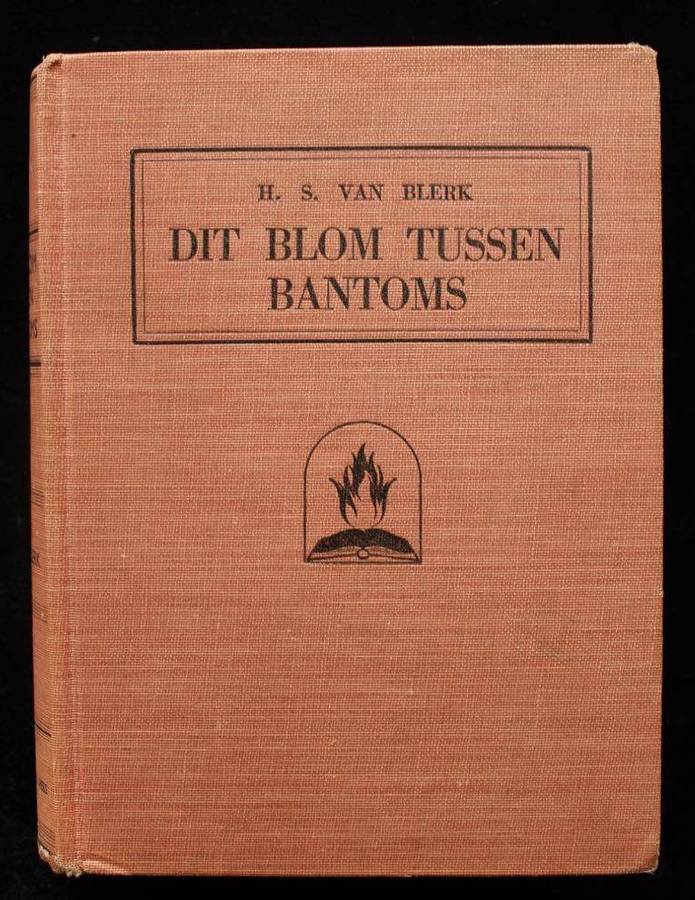 H. S. VAN BLERK
DIT BLOM TUSSEN
BANTOMS